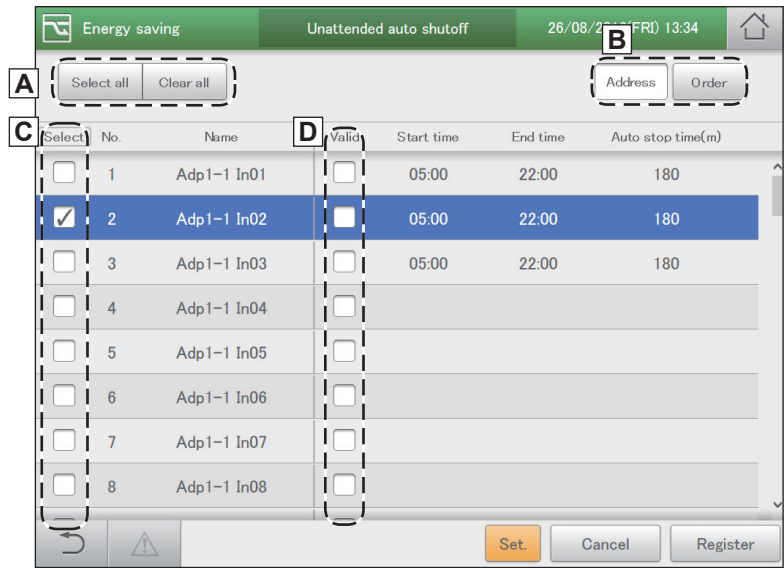 Energy saving Unattended auto shutoff 26/08/2016(FRI) 13:34
B
A Select all Clear all Address Order
C Select No. Name D Valid Start time End time Auto stop time(m)
1 Adp1-1 In01 05:00 22:00 180
✓ 2 Adp1-1 In02 05:00 22:00 180
3 Adp1-1 In03 05:00 22:00 180
4 Adp1-1 In04
5 Adp1-1 In05
6 Adp1-1 In06
7 Adp1-1 In07
8 Adp1-1 In08
Set. Cancel Register